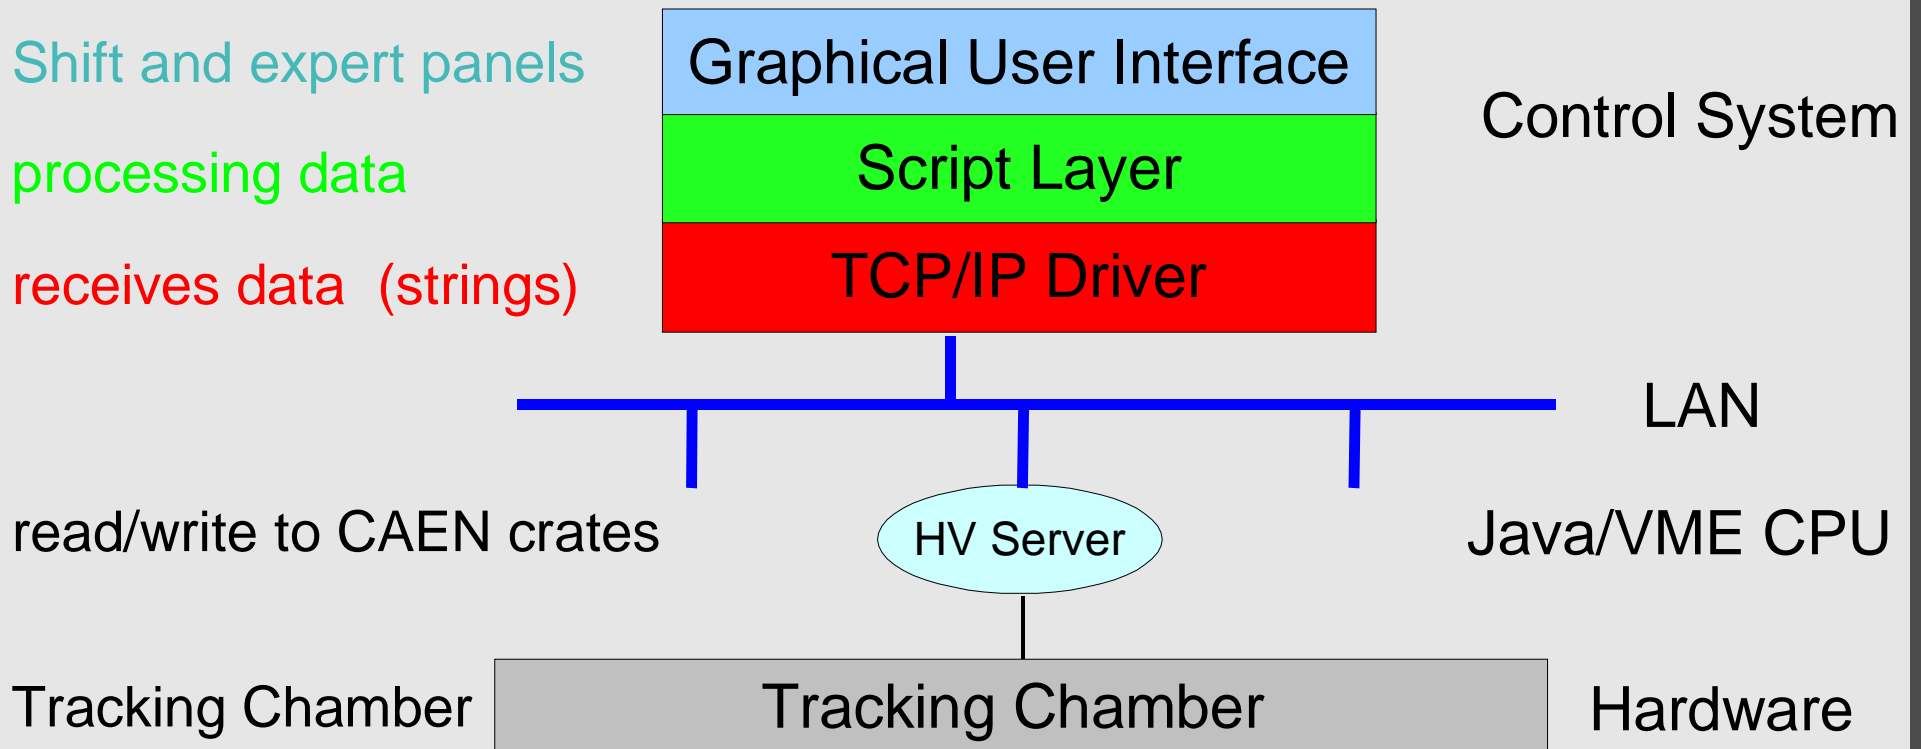 Shift and expert panels
Graphical User Interface
Control System
processing data
Script Layer
receives data (strings)
TCP/IP Driver
LAN
read/write to CAEN crates
HV Server
Java/VME CPU
Tracking Chamber
Tracking Chamber
Hardware